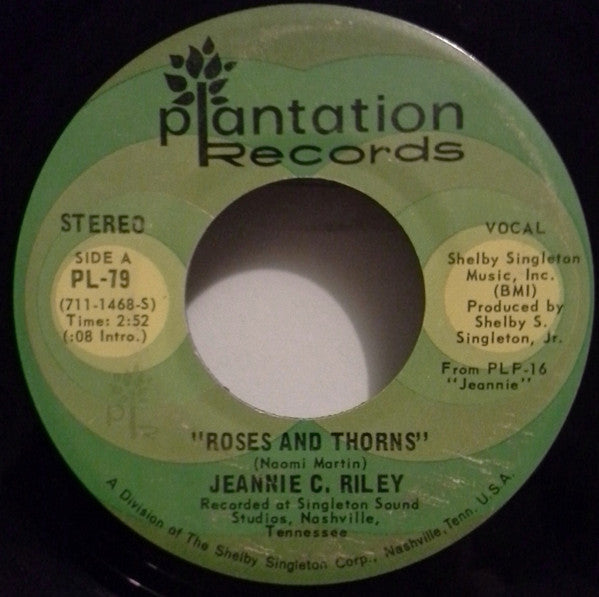 plantation
Records
STEREO
SIDE A
PL-79
(711-1468-S)
Time: 2:52
(:08 Intro.)
VOCAL
Shelby Singleton
Music, Inc.
(BMI)
Produced by
Shelby S.
Singleton, Jr.
From PLP-16
"Jeannie"
"ROSES AND THORNS"
(Naomi Martin)
JEANNIE C. RILEY
Recorded at Singleton Sound
Studios, Nashville,
Tennessee
A Division of The Shelby Singleton Corp., Nashville, Tenn. U.S.A.